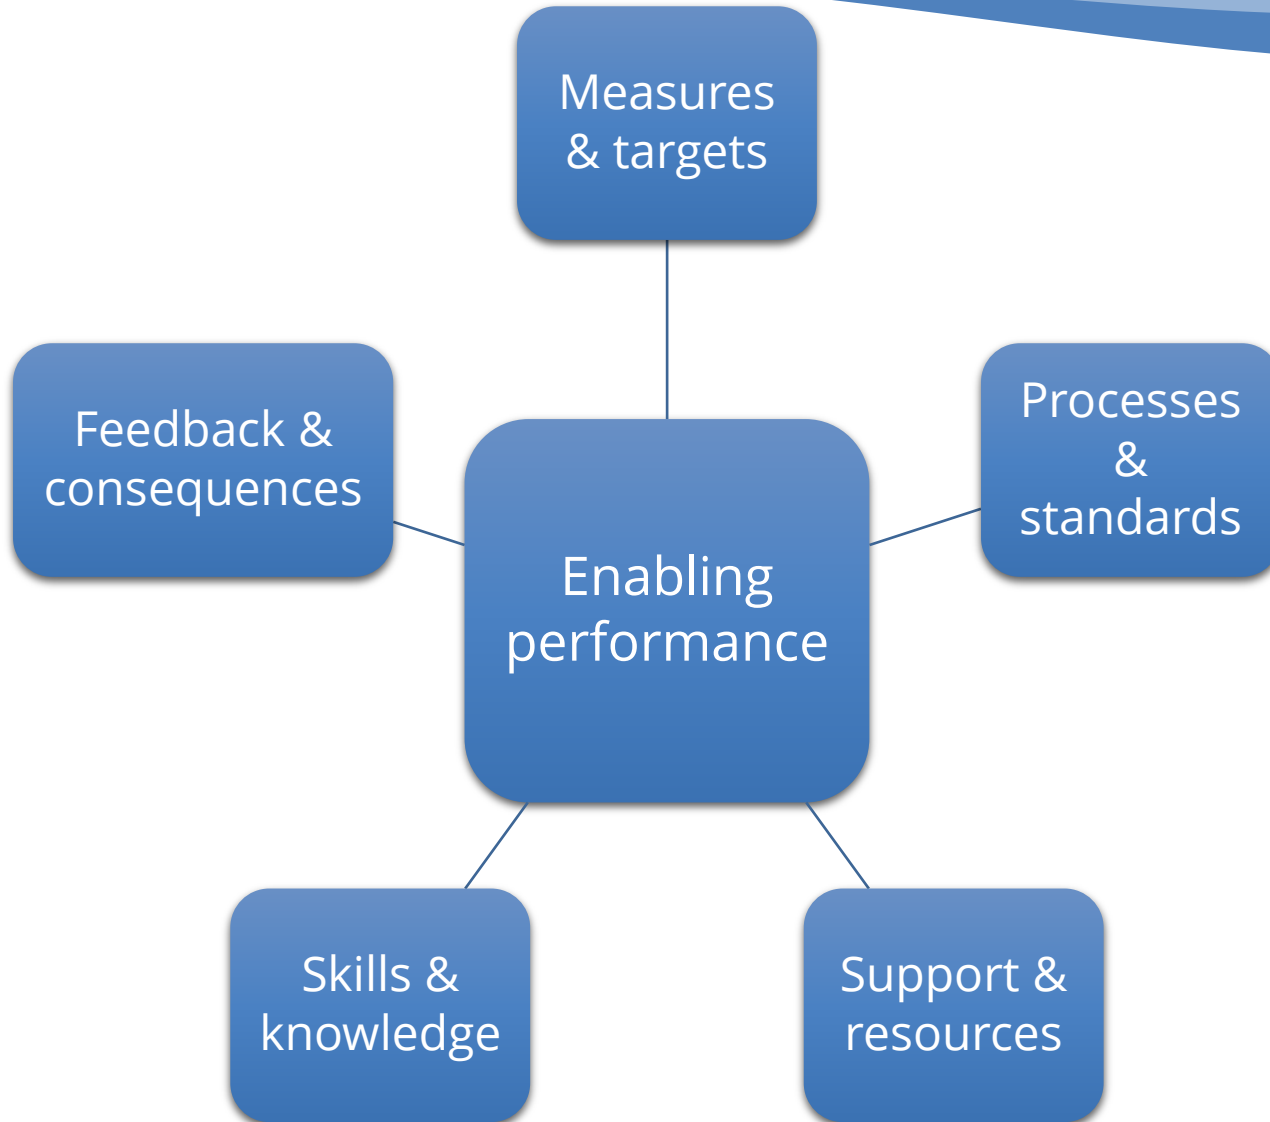 Measures
& targets
Processes
&
standards
Support &
resources
Skills &
knowledge
Feedback &
consequences
Enabling
performance